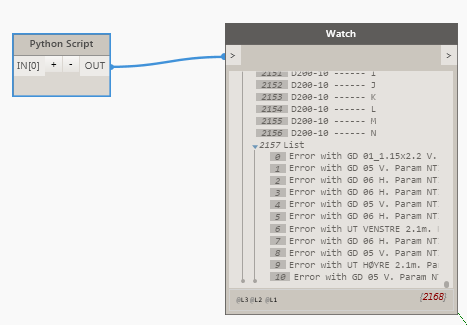 Python Script
IN[0] + - OUT
Watch
> >
2151 D200-10 ------ I
2152 D200-10 ------ J
2153 D200-10 ------ K
2154 D200-10 ------ L
2155 D200-10 ------ M
2156 D200-10 ------ N
2157 List
0 Error with GD 01_1.15x2.2 V.
1 Error with GD 05 V. Param NT
2 Error with GD 06 H. Param NT
3 Error with GD 06 H. Param NT
4 Error with GD 05 V. Param NT
5 Error with GD 06 H. Param NT
6 Error with UT VENSTRE 2.1m.
7 Error with GD 06 H. Param NT
8 Error with GD 05 V. Param NT
9 Error with UT HØYRE 2.1m. Pa
10 Error with GD 05 V. Param NT
@L3 @L2 @L1 {2168}